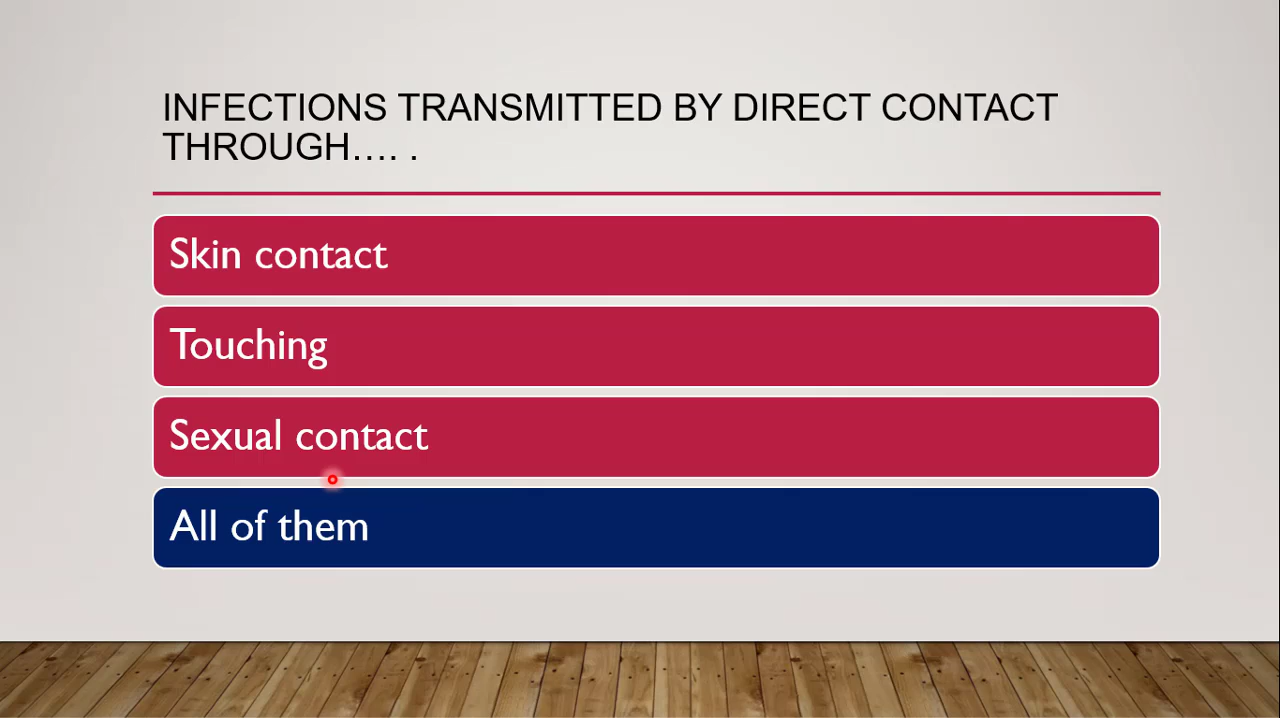 INFECTIONS TRANSMITTED BY DIRECT CONTACT
THROUGH…. .
Skin contact
Touching
Sexual contact
All of them